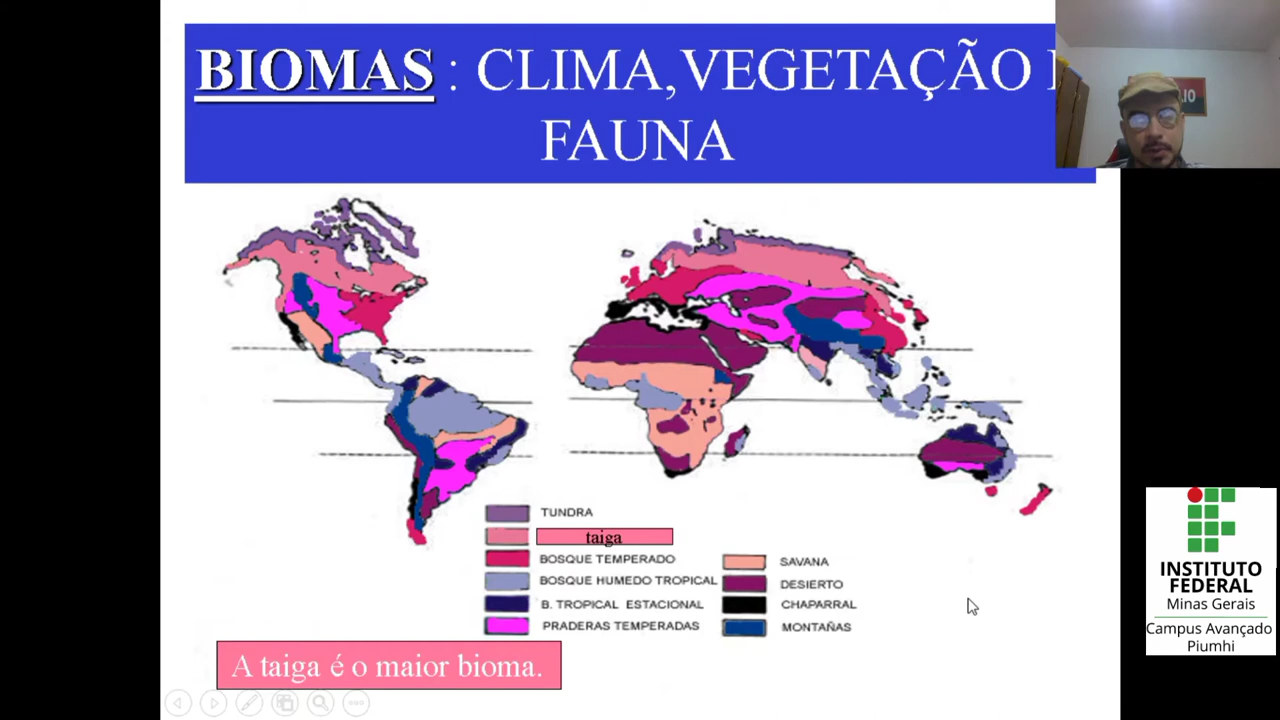 BIOMAS : CLIMA,VEGETAÇÃO
FAUNA
TUNDRA
taiga
BOSQUE TEMPERADO
BOSQUE HUMEDO TROPICAL
B. TROPICAL ESTACIONAL
PRADERAS TEMPERADAS
SAVANA
DESIERTO
CHAPARRAL
MONTAÑAS
A taiga é o maior bioma.
INSTITUTO
FEDERAL
Minas Gerais
Campus Avançado
Piumhi